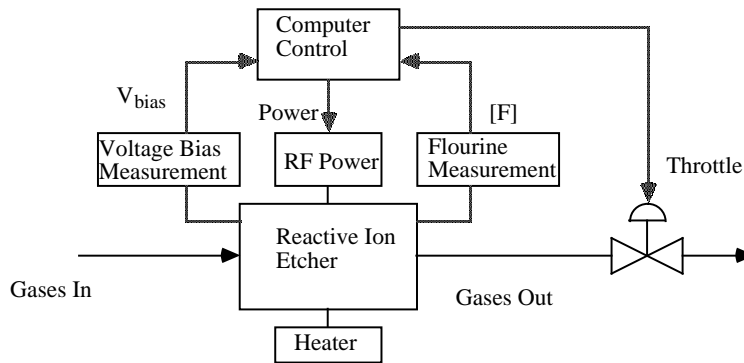 Computer
Control
V_bias
Power
[F]
Voltage Bias
Measurement
RF Power
Flourine
Measurement
Throttle
Reactive Ion
Etcher
Gases In
Gases Out
Heater